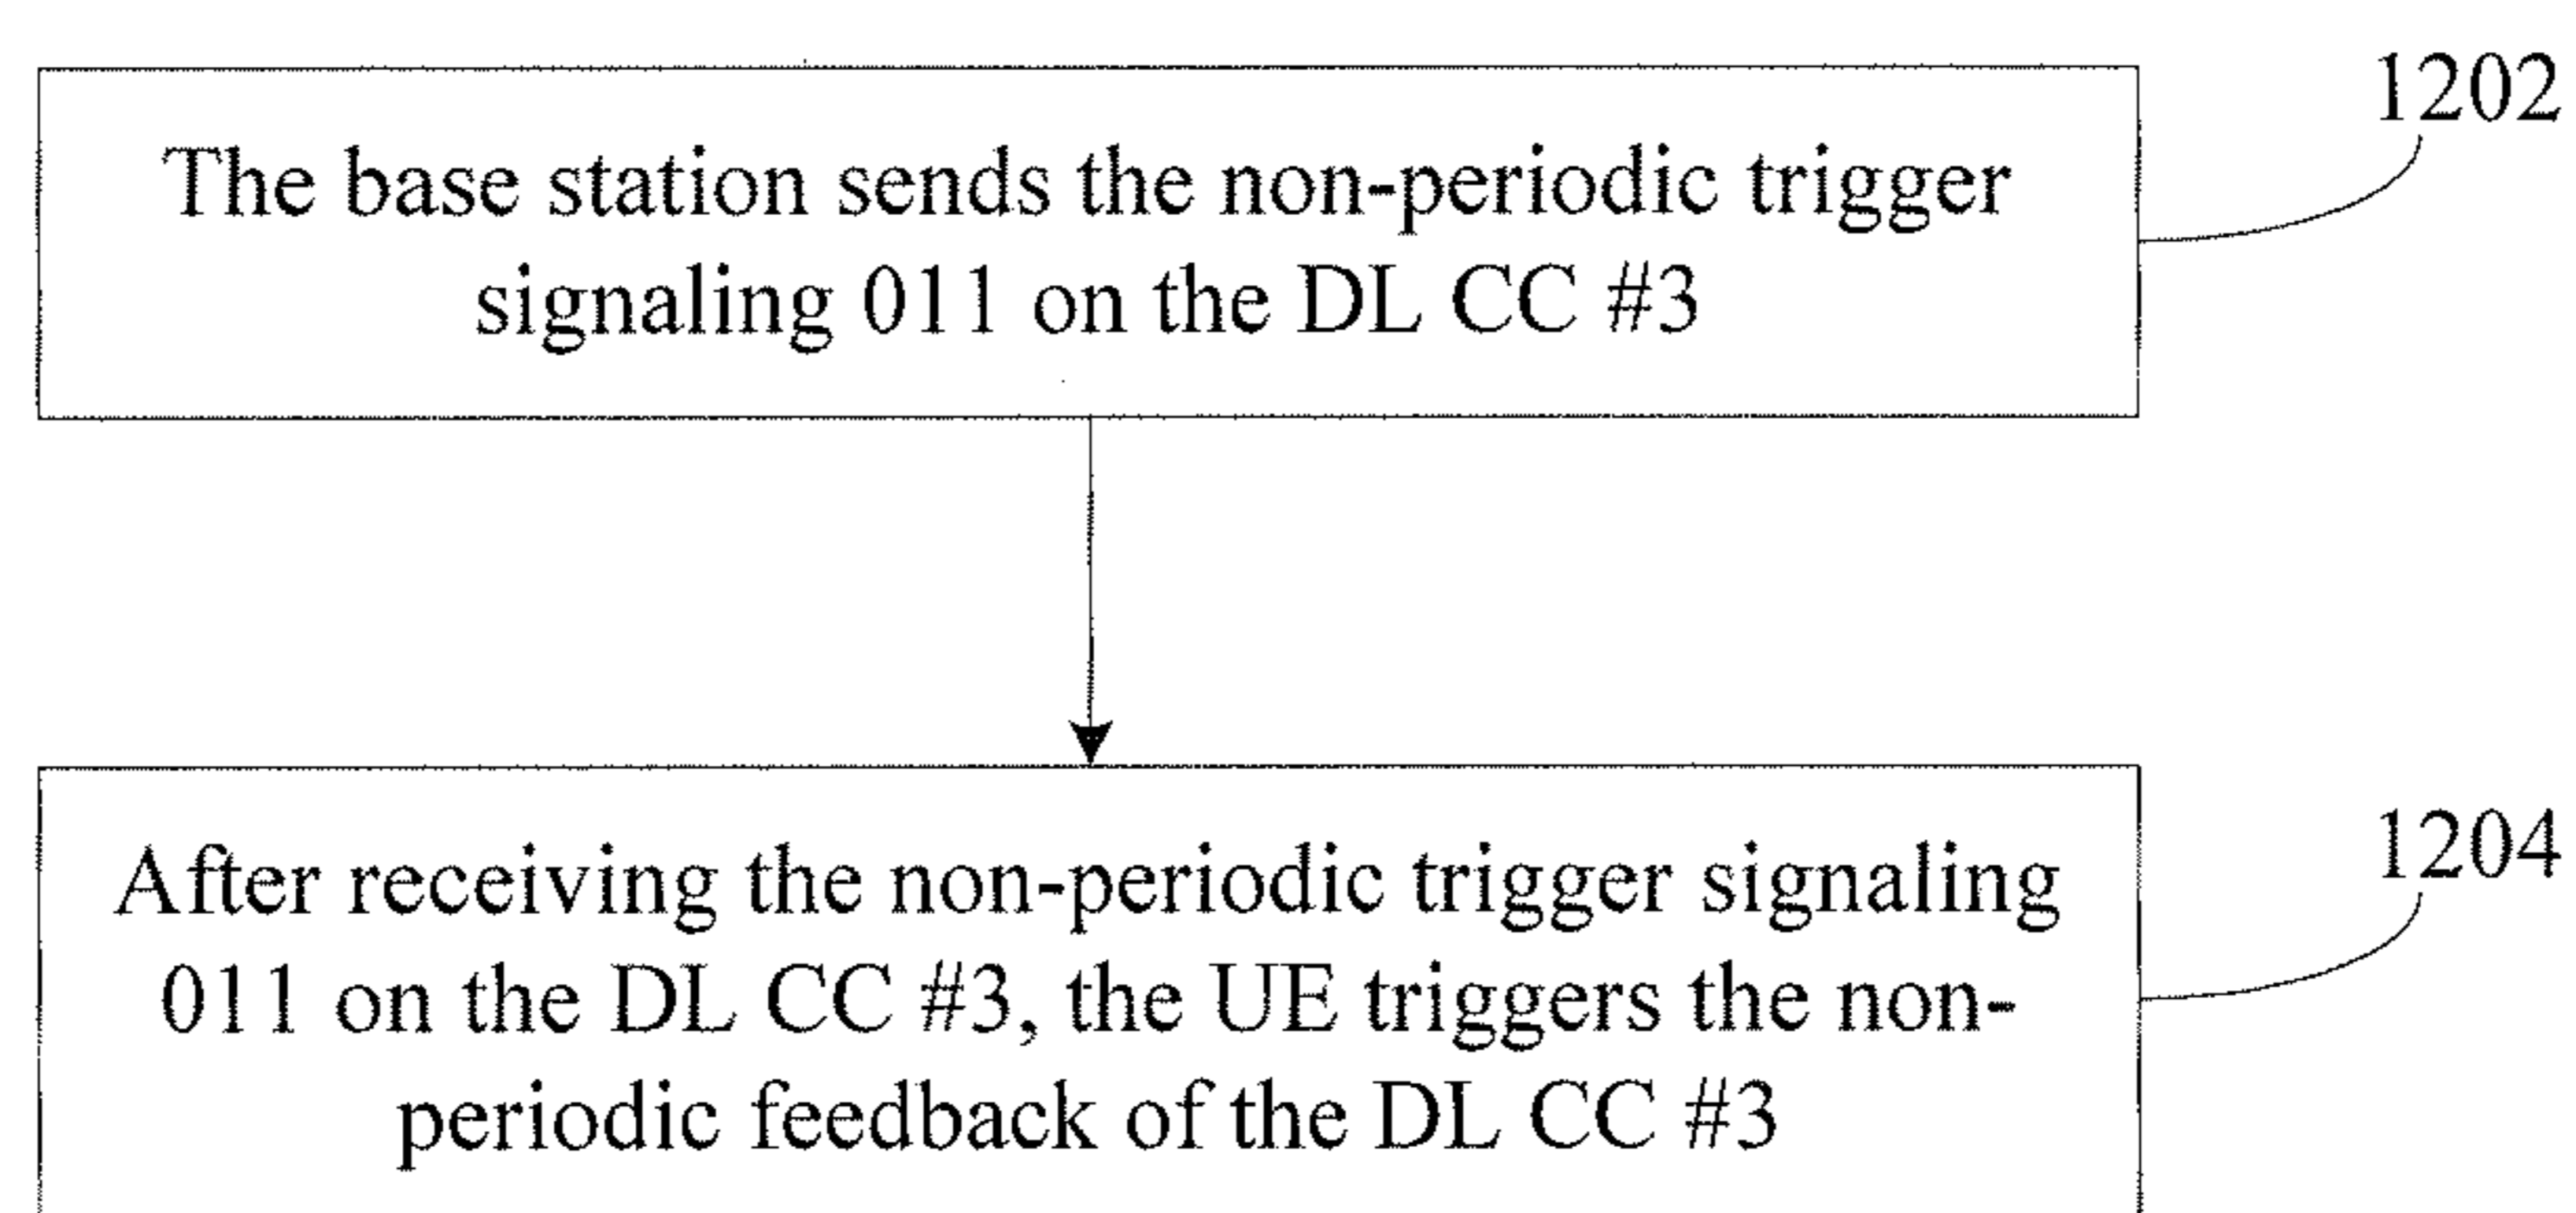 1202
The base station sends the non-periodic trigger
signaling 011 on the DL CC #3
1204
After receiving the non-periodic trigger signaling
011 on the DL CC #3, the UE triggers the non-
periodic feedback of the DL CC #3